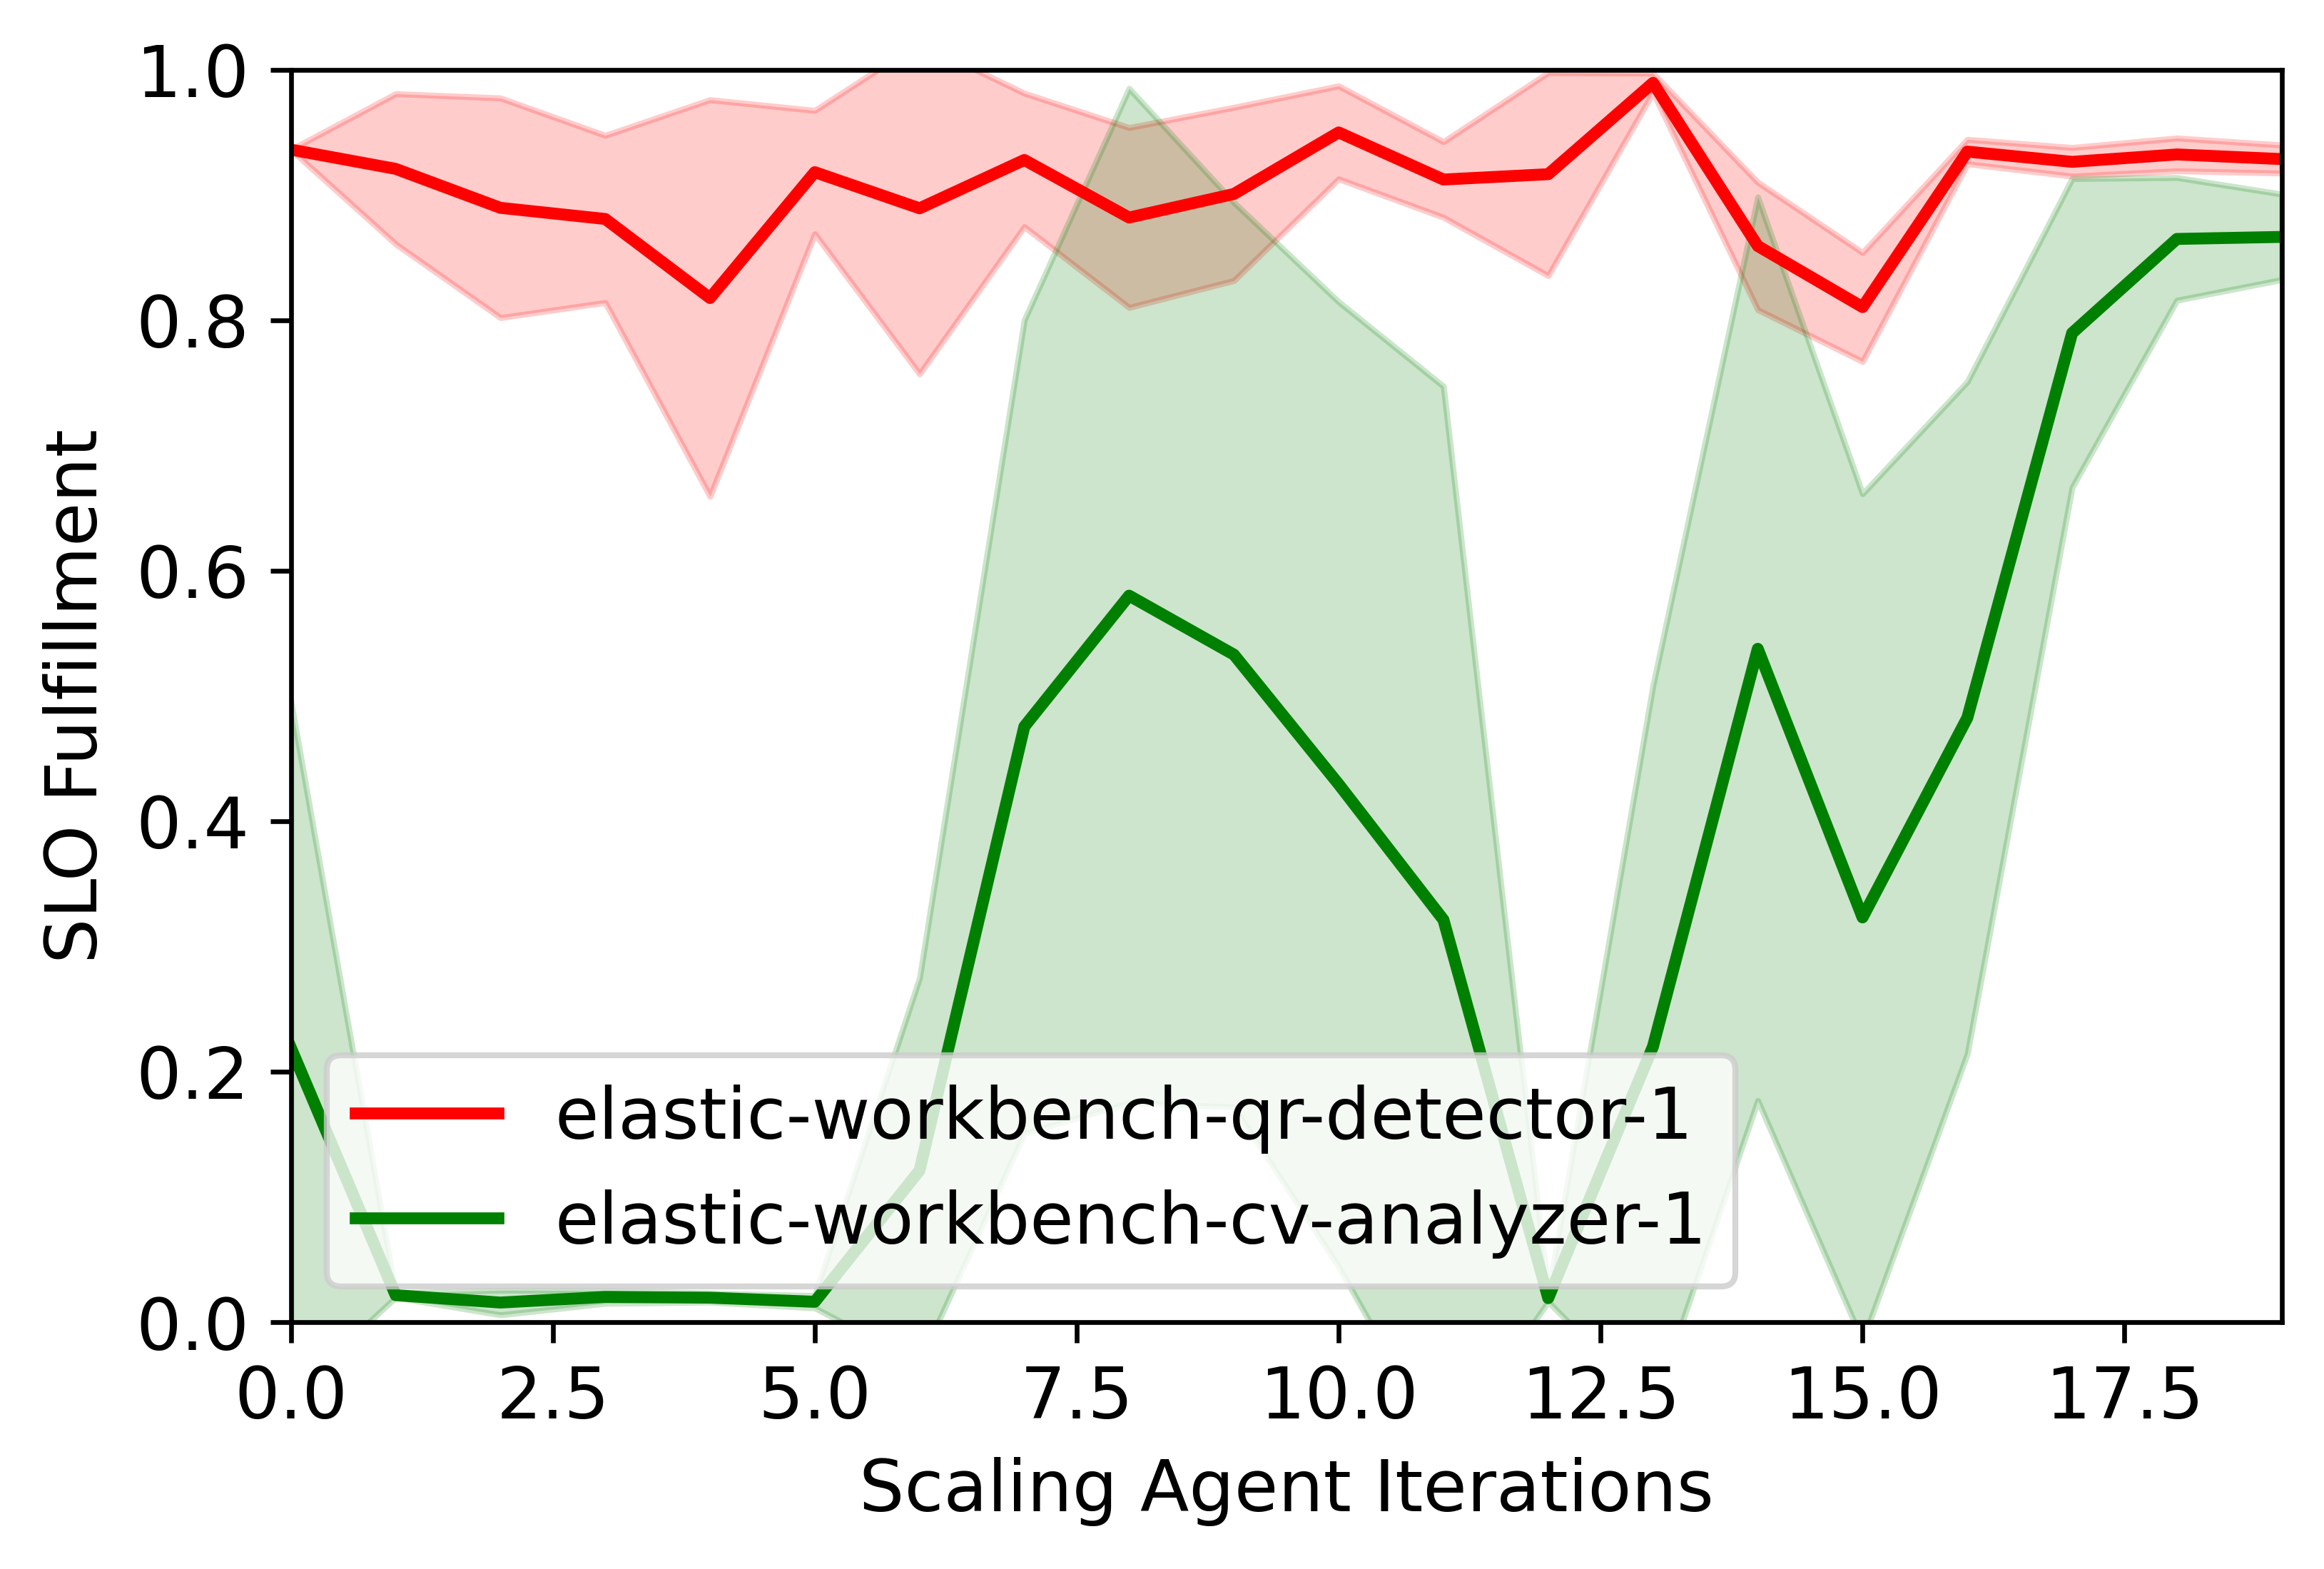 1.0
0.8
0.6
0.4
0.2
0.0
SLO Fulfillment
elastic-workbench-qr-detector-1
elastic-workbench-cv-analyzer-1
0.0 2.5 5.0 7.5 10.0 12.5 15.0 17.5
Scaling Agent Iterations